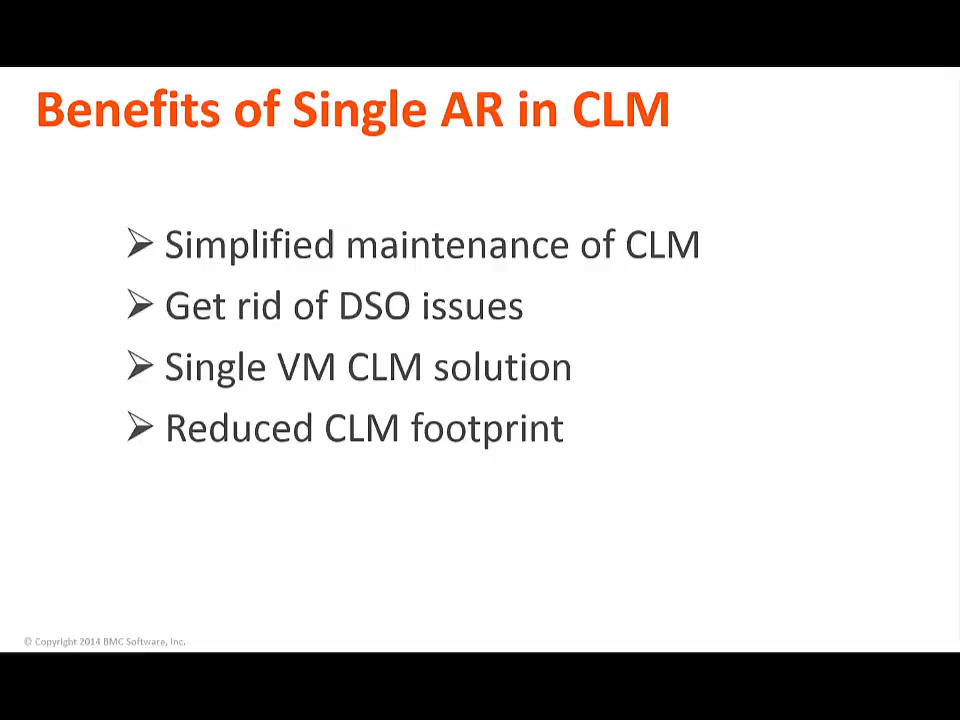 Benefits of Single AR in CLM
Simplified maintenance of CLM
Get rid of DSO issues
Single VM CLM solution
Reduced CLM footprint
© Copyright 2014 BMC Software, Inc.